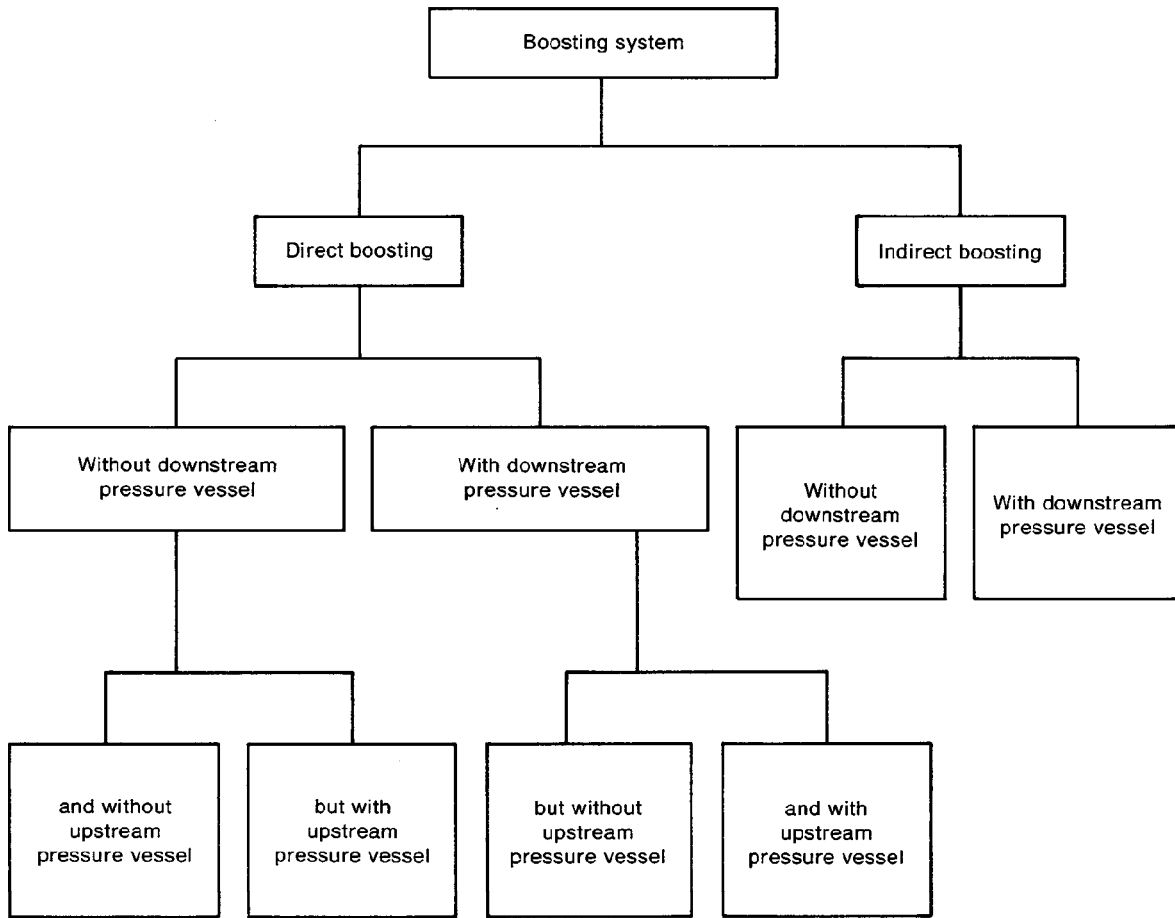 Boosting system
Direct boosting
Indirect boosting
Without downstream
pressure vessel
With downstream
pressure vessel
Without
downstream
pressure vessel
With downstream
pressure vessel
and without
upstream
pressure vessel
but with
upstream
pressure vessel
but without
upstream
pressure vessel
and with
upstream
pressure vessel